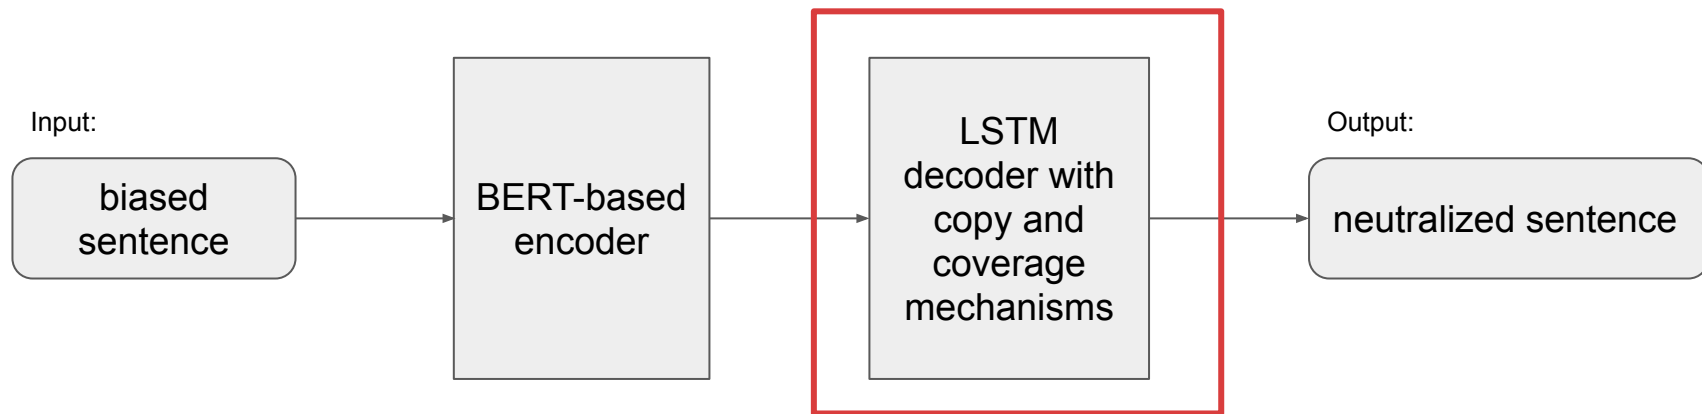 Input:
biased
sentence
BERT-based
encoder
LSTM
decoder with
copy and
coverage
mechanisms
Output:
neutralized sentence